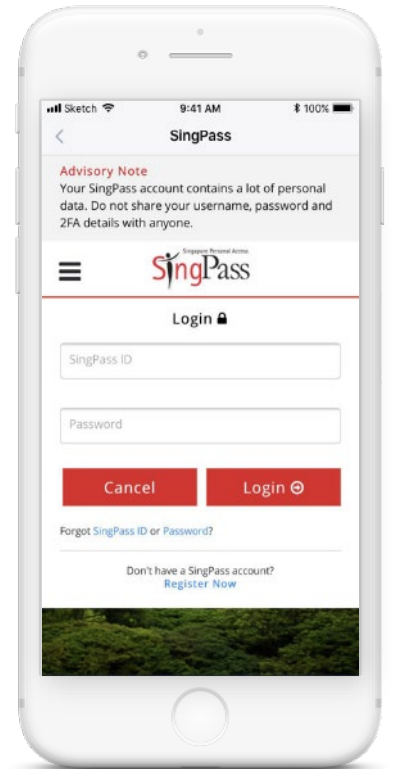 Sketch 9:41 AM 100%
SingPass
Advisory Note
Your SingPass account contains a lot of personal
data. Do not share your username, password and
2FA details with anyone.
Singapore Personal Access
SingPass
Login
SingPass ID
Password
Cancel Login
Forgot SingPass ID or Password?
Don't have a SingPass account?
Register Now